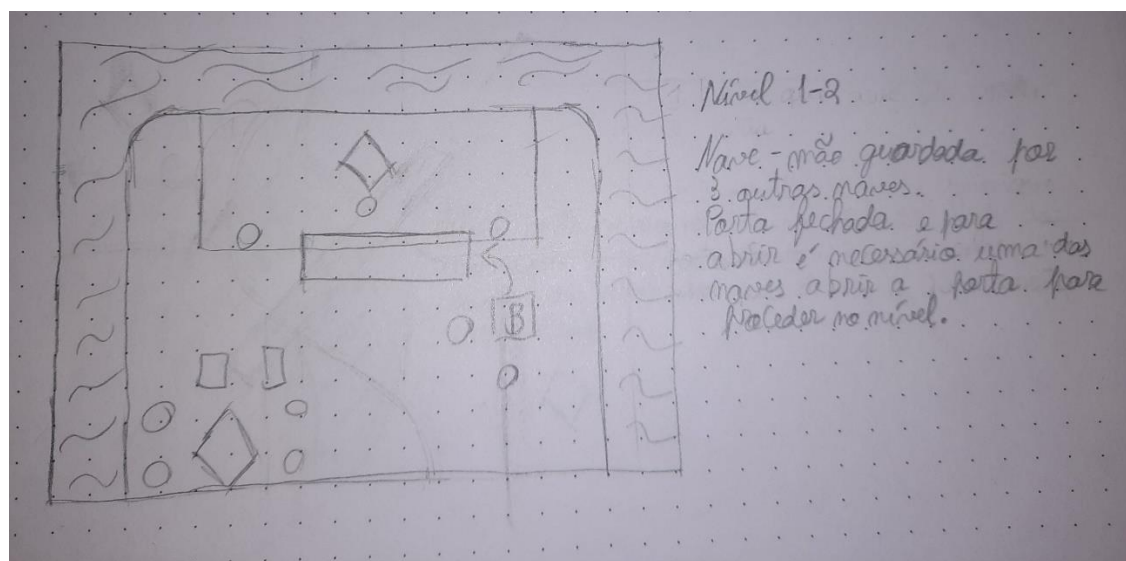 Nível 1-2
Nave-mãe guardada por
3 outras naves.
Porta fechada e para
abrir é necessário uma das
naves abrir a porta para
proceder no nível.
B